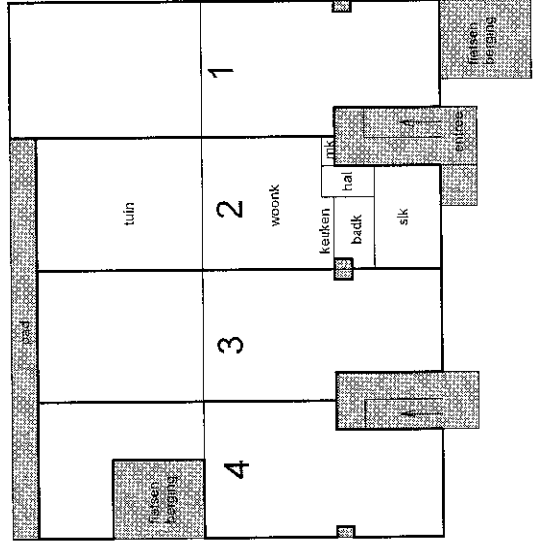 fietsen
berging
1
entree
mk
hal
tuin
2
woonk
keuken
badk
slk
pad
3
4
fietsen
berging